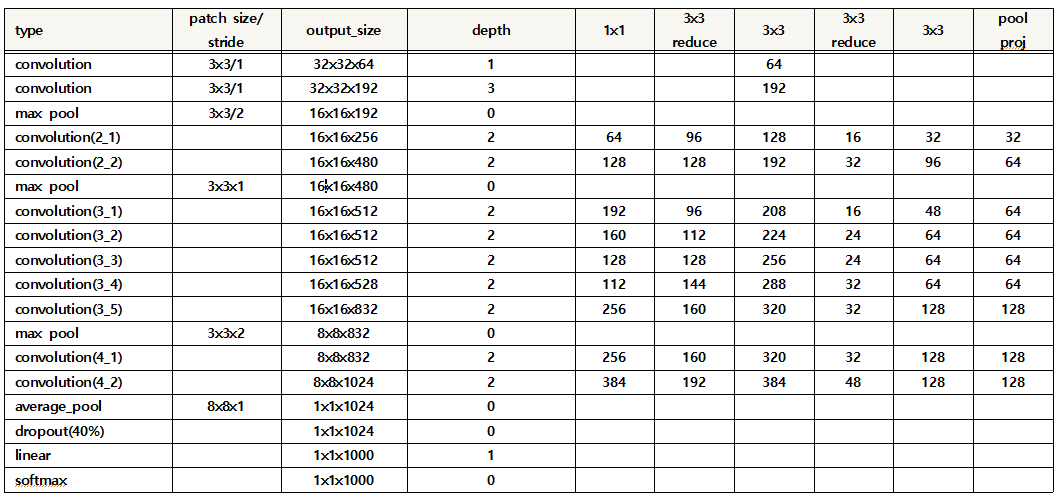 type patch size/ stride output_size depth 1x1 3x3 reduce 3x3 3x3 reduce 3x3 pool proj
convolution 3x3/1 32x32x64 1 64
convolution 3x3/1 32x32x192 3 192
max pool 3x3/2 16x16x192 0
convolution(2_1) 16x16x256 2 64 96 128 16 32 32
convolution(2_2) 16x16x480 2 128 128 192 32 96 64
max pool 3x3x1 16x16x480 0
convolution(3_1) 16x16x512 2 192 96 208 16 48 64
convolution(3_2) 16x16x512 2 160 112 224 24 64 64
convolution(3_3) 16x16x512 2 128 128 256 24 64 64
convolution(3_4) 16x16x528 2 112 144 288 32 64 64
convolution(3_5) 16x16x832 2 256 160 320 32 128 128
max pool 3x3x2 8x8x832 0
convolution(4_1) 8x8x832 2 256 160 320 32 128 128
convolution(4_2) 8x8x1024 2 384 192 384 48 128 128
average_pool 8x8x1 1x1x1024 0
dropout(40%) 1x1x1024 0
linear 1x1x1000 1
softmax 1x1x1000 0